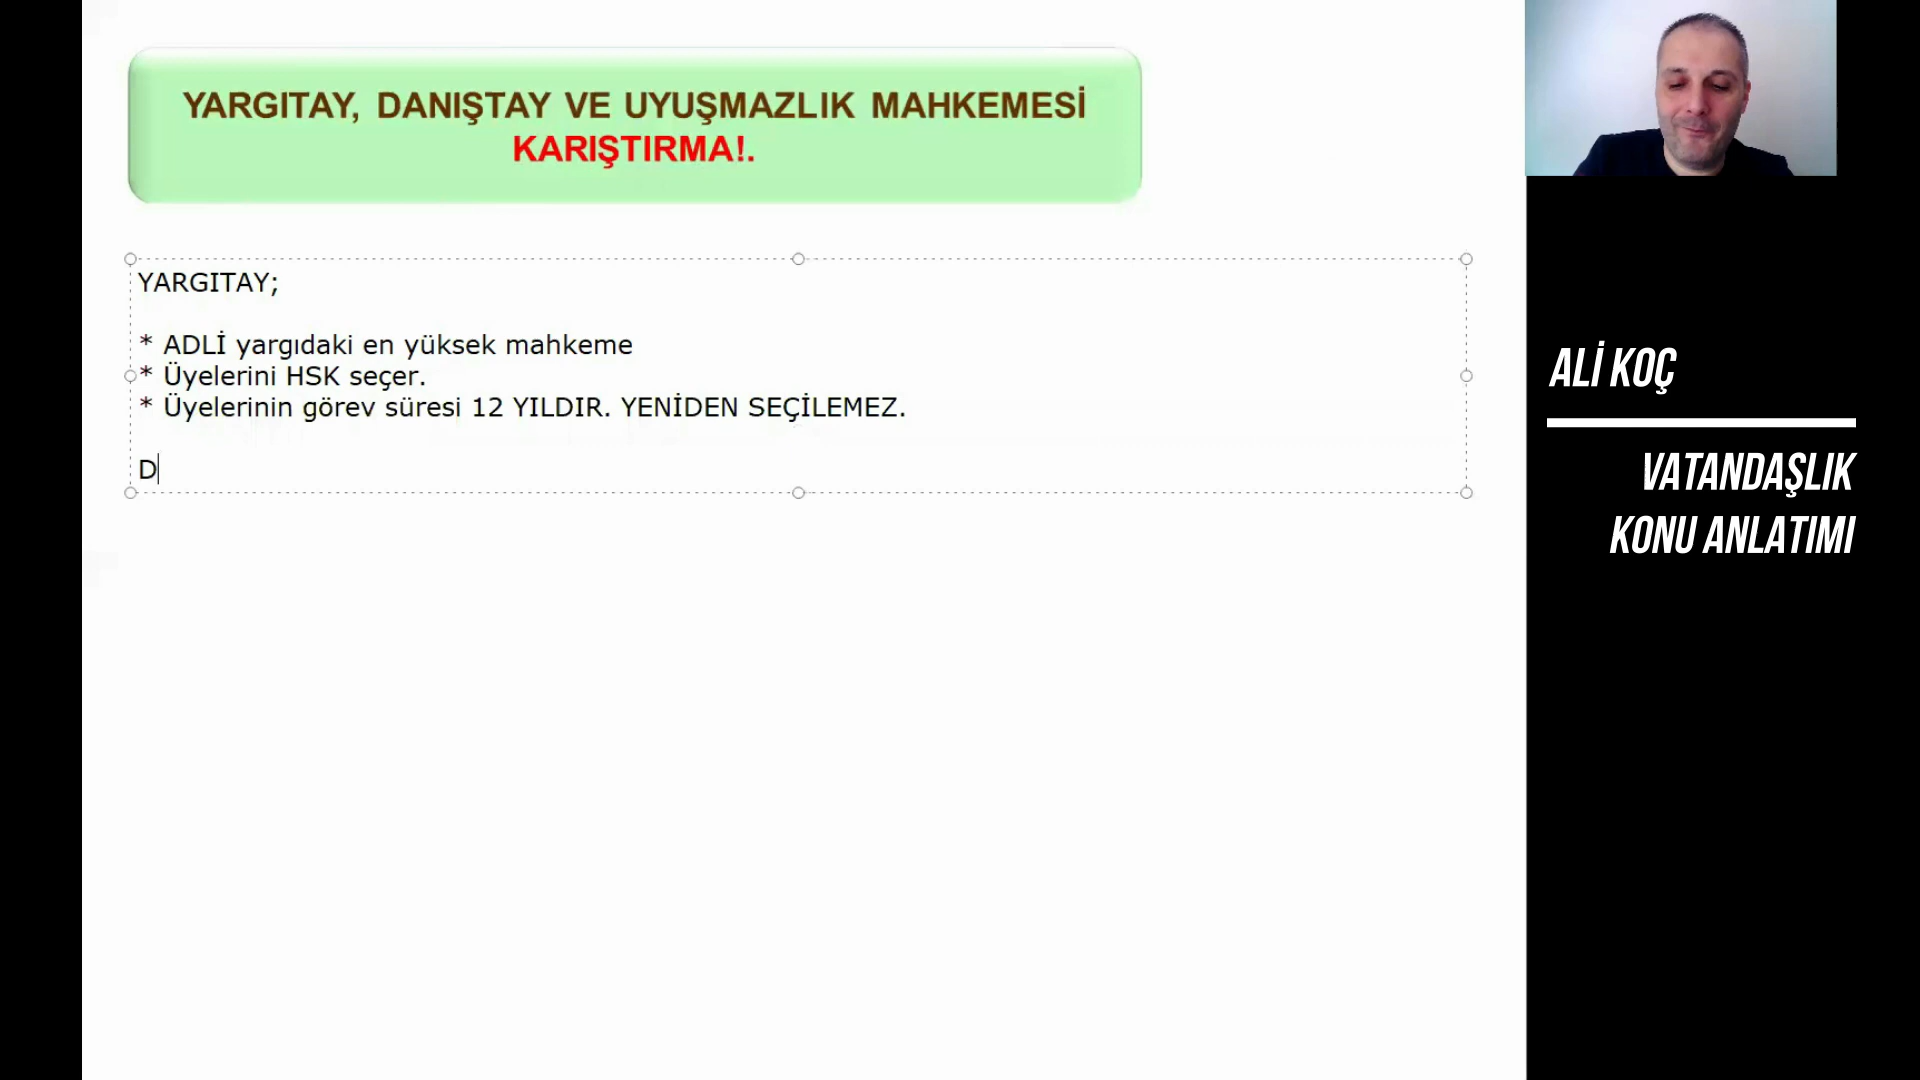 YARGITAY, DANIŞTAY VE UYUŞMAZLIK MAHKEMESİ
KARIŞTIRMA!.
YARGITAY;
* ADLİ yargıdaki en yüksek mahkeme
* Üyelerini HSK seçer.
* Üyelerinin görev süresi 12 YILDIR. YENİDEN SEÇİLEMEZ.
D
ALİ KOÇ
VATANDAŞLIK
KONU ANLATIMI